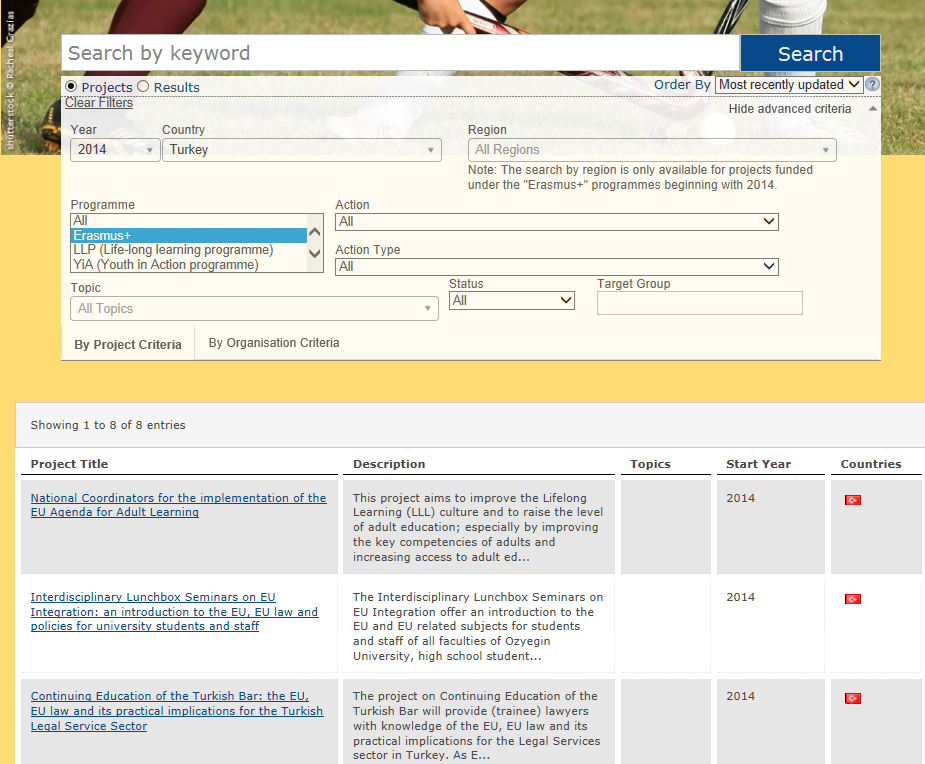 shutterstock © Racheal Grazias
Search by keyword
Search
Projects Results
Order By Most recently updated ?
Clear Filters
Hide advanced criteria
Year Country Region
2014 Turkey All Regions
Note: The search by region is only available for projects funded
under the "Erasmus+" programmes beginning with 2014.
Programme Action
All
Erasmus+
LLP (Life-long learning programme)
YiA (Youth in Action programme)
All
Action Type
All
Topic Status Target Group
All Topics All
By Project Criteria By Organisation Criteria
Showing 1 to 8 of 8 entries
Project Title Description Topics Start Year Countries
National Coordinators for the implementation of the
EU Agenda for Adult Learning
This project aims to improve the Lifelong
Learning (LLL) culture and to raise the level
of adult education; especially by improving
the key competencies of adults and
increasing access to adult ed...
2014
Interdisciplinary Lunchbox Seminars on EU
Integration: an introduction to the EU, EU law and
policies for university students and staff
The Interdisciplinary Lunchbox Seminars on
EU Integration offer an introduction to the
EU and EU related subjects for students
and staff of all faculties of Ozyegin
University, high school student...
2014
Continuing Education of the Turkish Bar: the EU,
EU law and its practical implications for the Turkish
Legal Service Sector
The project on Continuing Education of the
Turkish Bar will provide (trainee) lawyers
with knowledge of the EU, EU law and its
practical implications for the Legal Services
sector in Turkey. As E...
2014